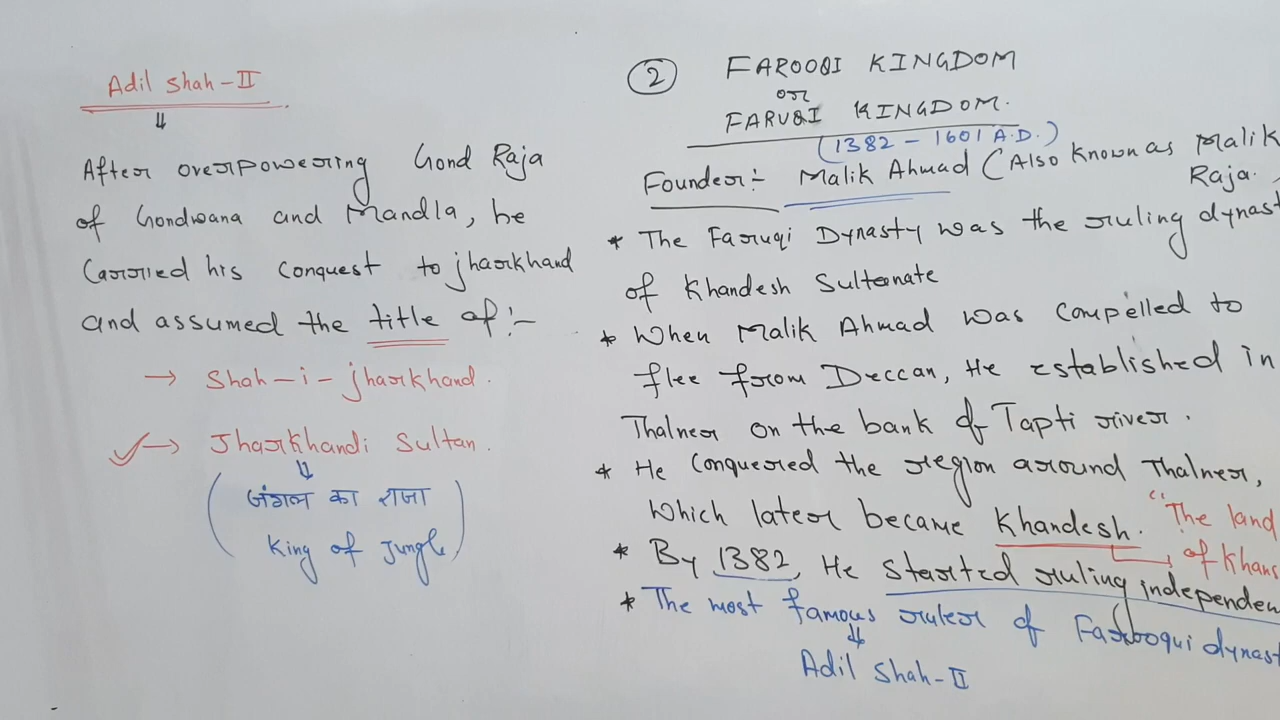 Adil Shah-II
⇓
After overpowering Gond Raja
of Gondwana and Mandla, he
Carried his conquest to jharkhand
and assumed the title of:-
→ Shah-i-jharkhand.
✓→ Jharkhandi Sultan.
⇓
(जंगल का राजा
King of Jungle)
② FAROOQI KINGDOM
or
FARUQI KINGDOM.
(1382 - 1601 A.D.)
Founder:- Malik Ahmad (Also known as Malik
Raja.
* The Faruqi Dynasty was the ruling dynast
of Khandesh Sultanate
* When Malik Ahmad was compelled to
flee from Deccan, He established in
Thalner on the bank of Tapti river.
* He Conquered the region around Thalner,
Which later became Khandesh. "The land
of Khans
* By 1382, He started ruling independen
* The most famous ruler of Farooqui dynast
⇓
Adil Shah-II